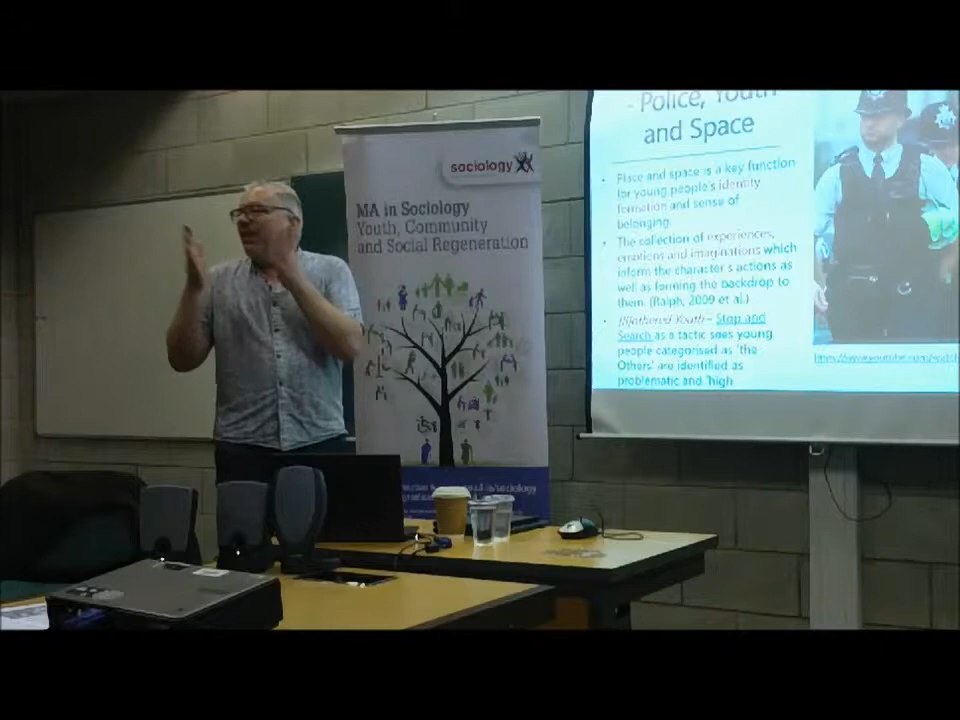 sociology
MA in Sociology
Youth, Community
and Social Regeneration
- Police, Youth
and Space
• Place and space is a key function
for young people's identity
formation and sense of
belonging.
• The collection of experiences,
emotions and imaginations which
inform the character's actions as
well as forming the backdrop to
them. (Ralph, 2009 et al.)
• Youth - Stop and
Search as a tactic sees young
people categorised as 'the
Others' are identified as
problematic and 'high